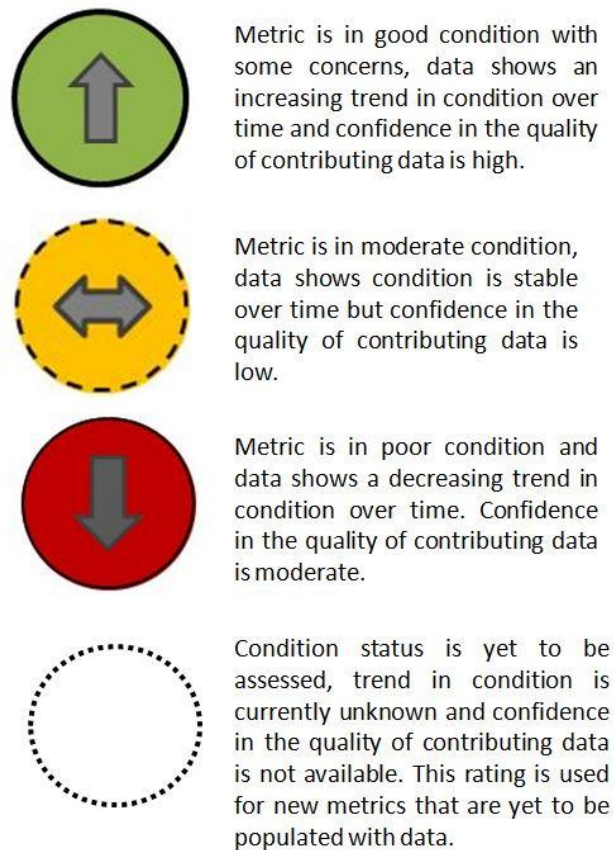 Metric is in good condition with
some concerns, data shows an
increasing trend in condition over
time and confidence in the quality
of contributing data is high.
Metric is in moderate condition,
data shows condition is stable
over time but confidence in the
quality of contributing data is
low.
Metric is in poor condition and
data shows a decreasing trend in
condition over time. Confidence
in the quality of contributing data
is moderate.
Condition status is yet to be
assessed, trend in condition is
currently unknown and confidence
in the quality of contributing data
is not available. This rating is used
for new metrics that are yet to be
populated with data.